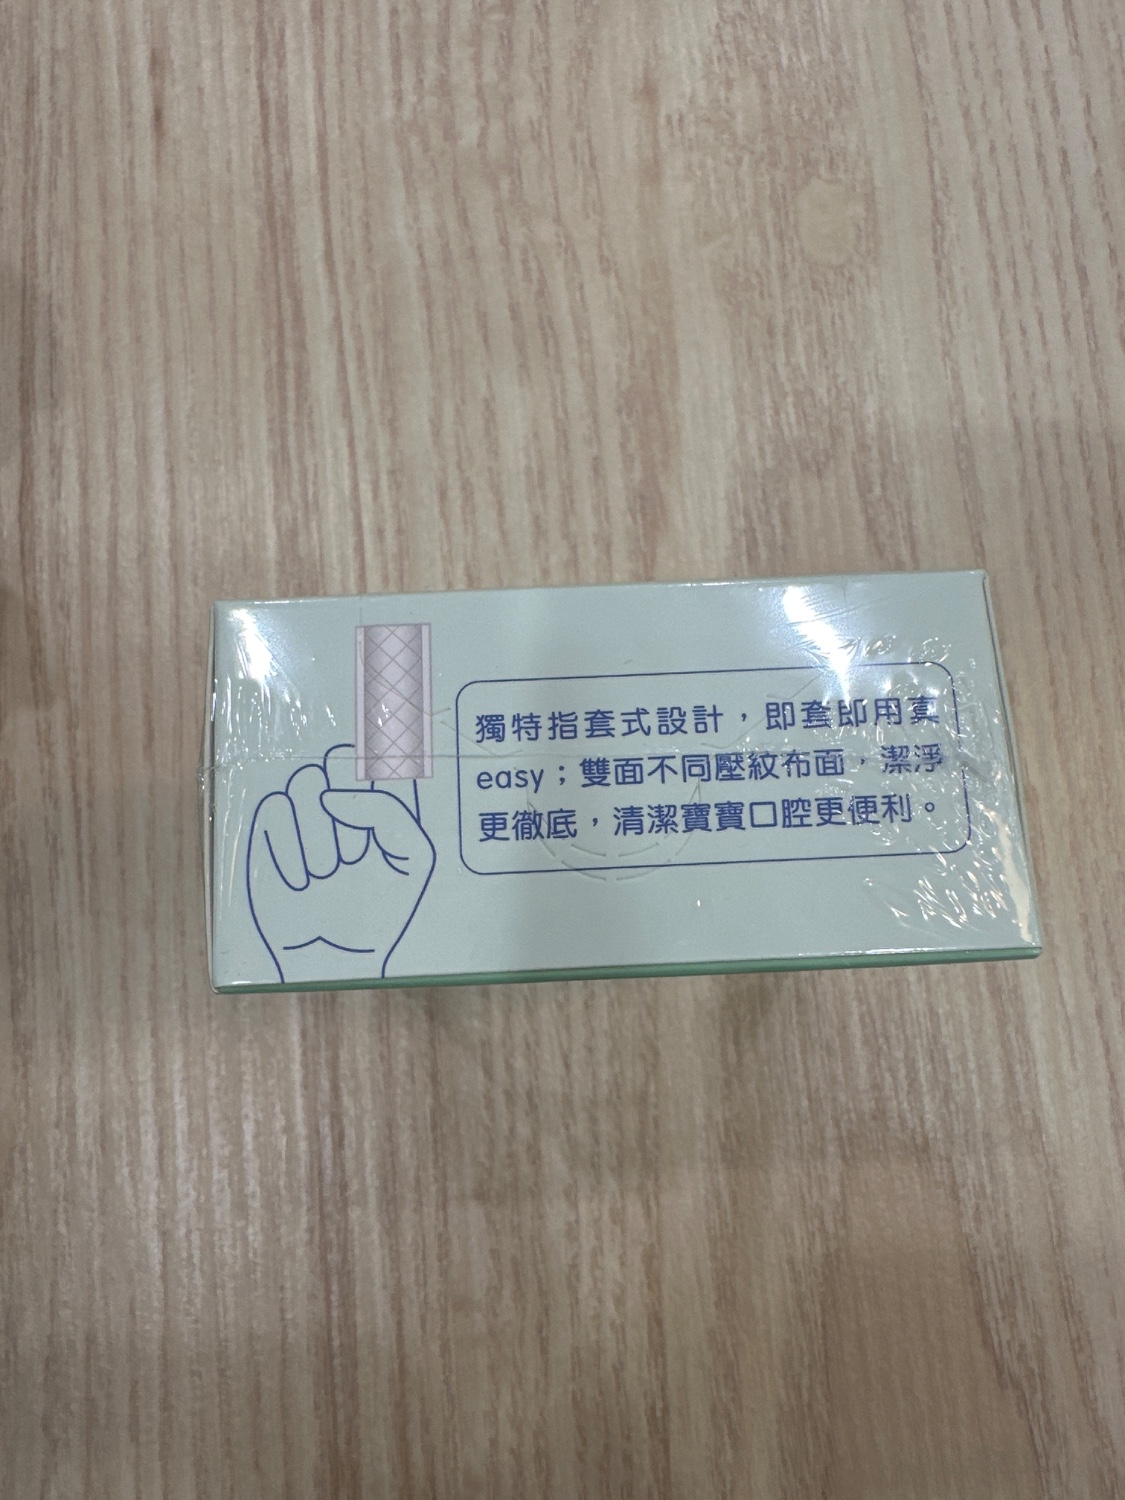 獨特指套式設計，即套即用真
easy；雙面不同壓紋布面，潔淨
更徹底，清潔寶寶口腔更便利。